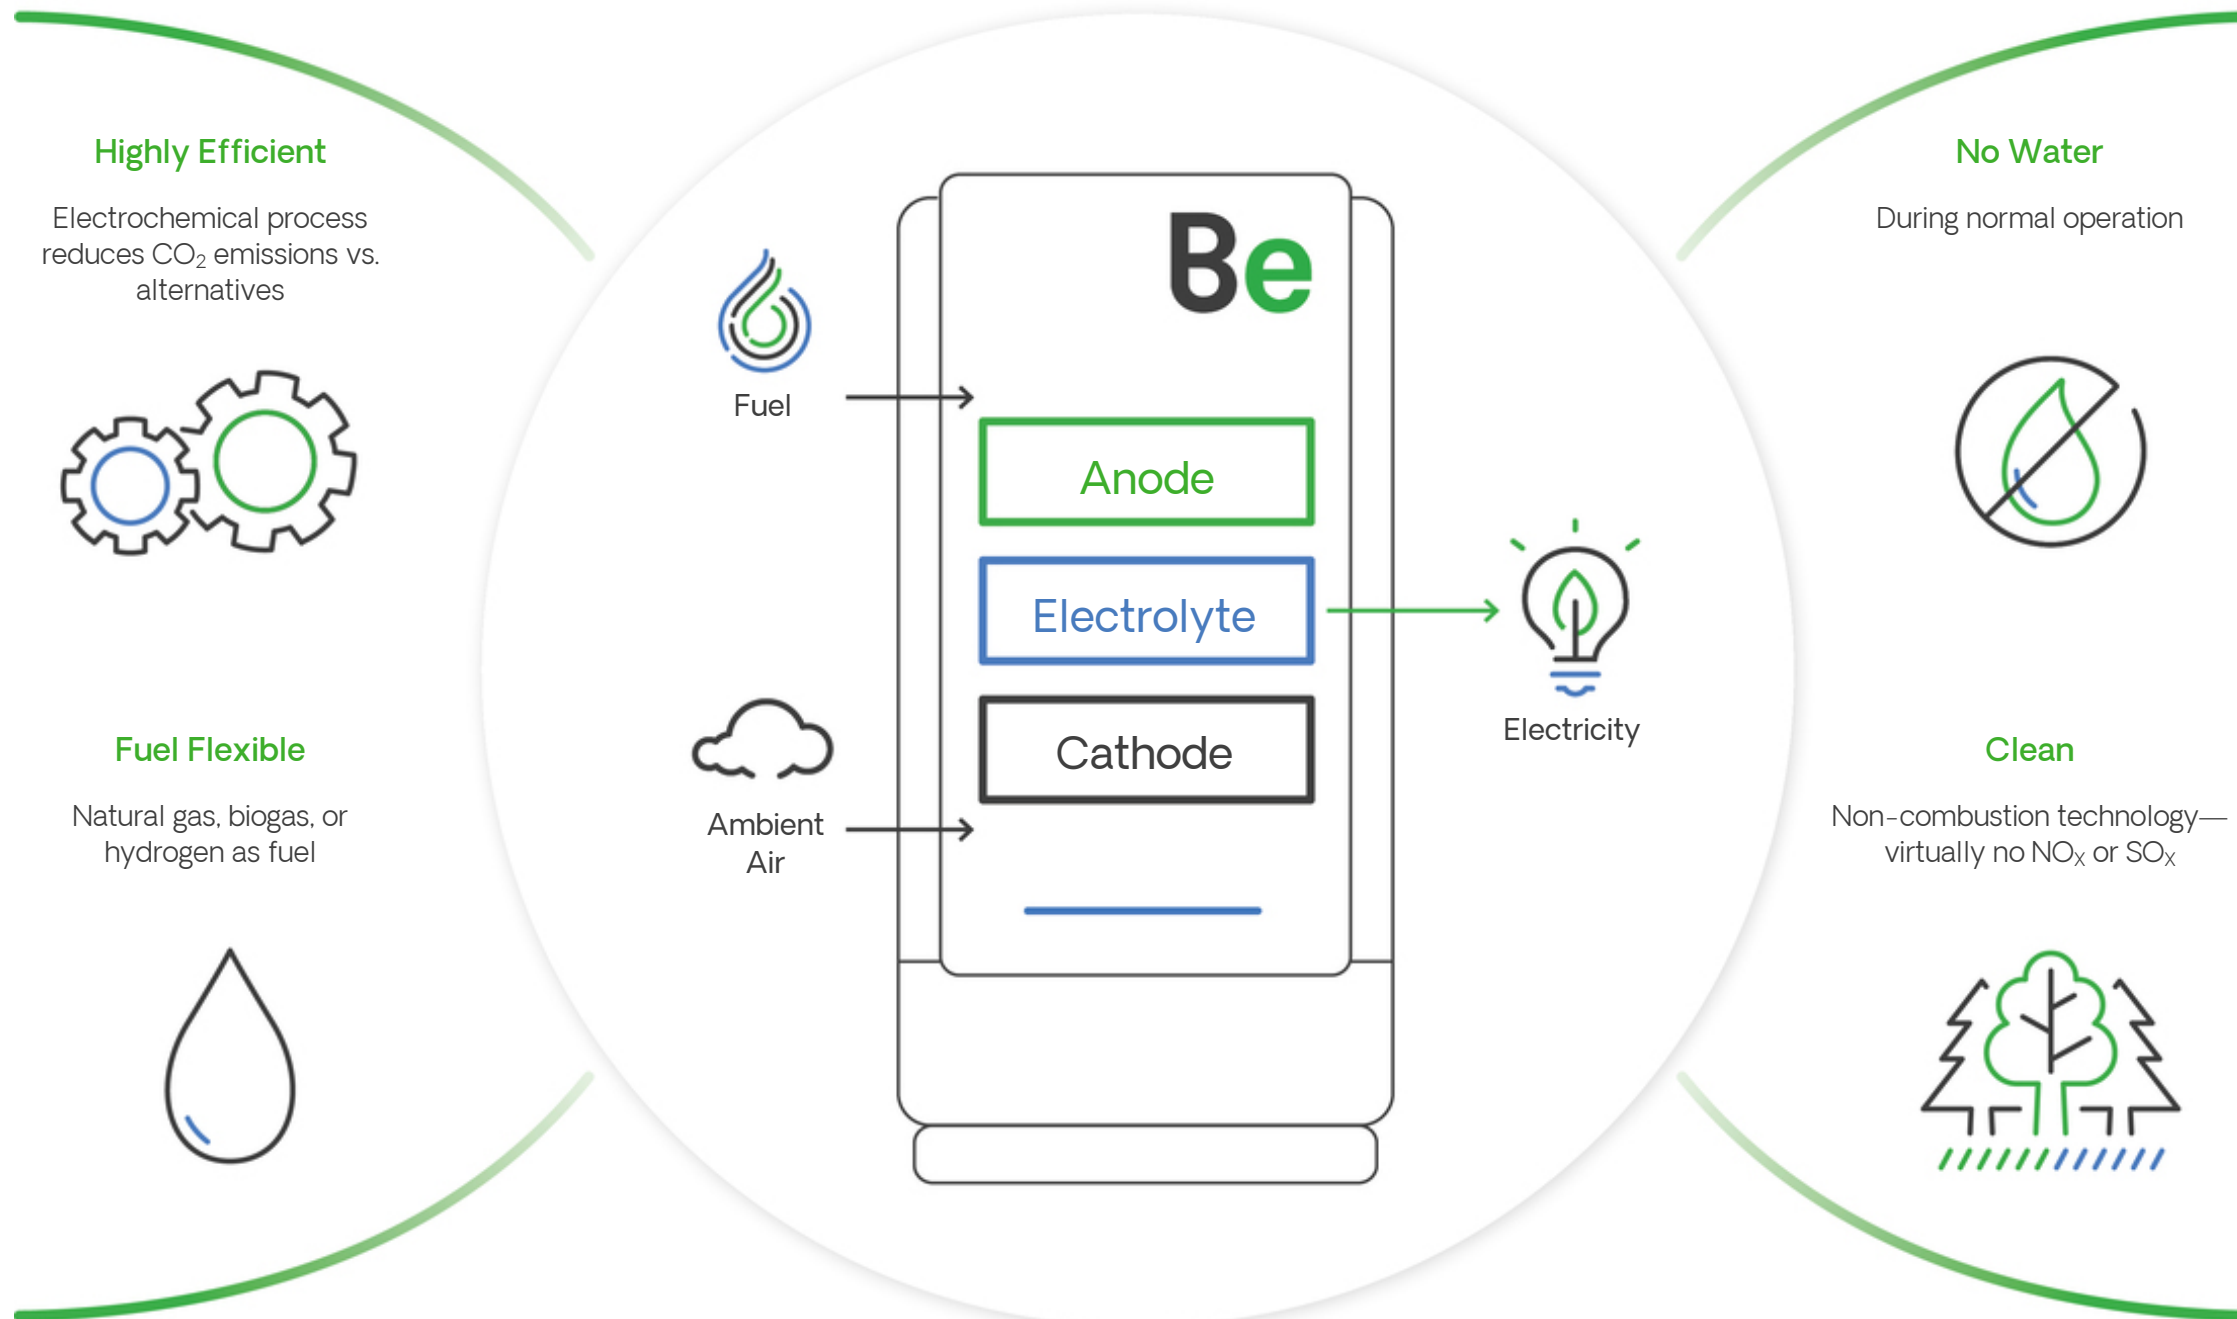 Highly Efficient
Electrochemical process
reduces CO₂ emissions vs.
alternatives
Fuel Flexible
Natural gas, biogas, or
hydrogen as fuel
Be
Fuel
Anode
Electrolyte
Cathode
Ambient
Air
Electricity
No Water
During normal operation
Clean
Non-combustion technology—
virtually no NOₓ or SOₓ